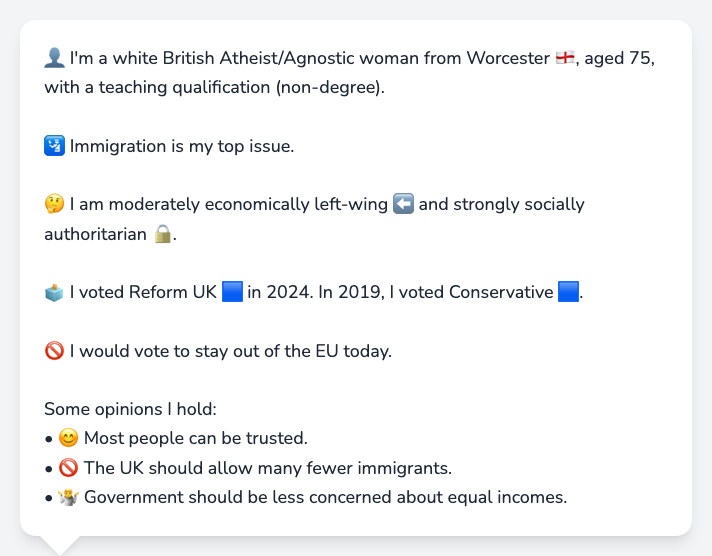 👤 I'm a white British Atheist/Agnostic woman from Worcester 🏴󠁧󠁢󠁥󠁮󠁧󠁿, aged 75,
with a teaching qualification (non-degree).
🛂 Immigration is my top issue.
🤔 I am moderately economically left-wing ⬅️ and strongly socially
authoritarian 🔒.
🗳️ I voted Reform UK 🟦 in 2024. In 2019, I voted Conservative 🟦.
🚫 I would vote to stay out of the EU today.
Some opinions I hold:
• 😊 Most people can be trusted.
• 🚫 The UK should allow many fewer immigrants.
• 🤷‍♀️ Government should be less concerned about equal incomes.